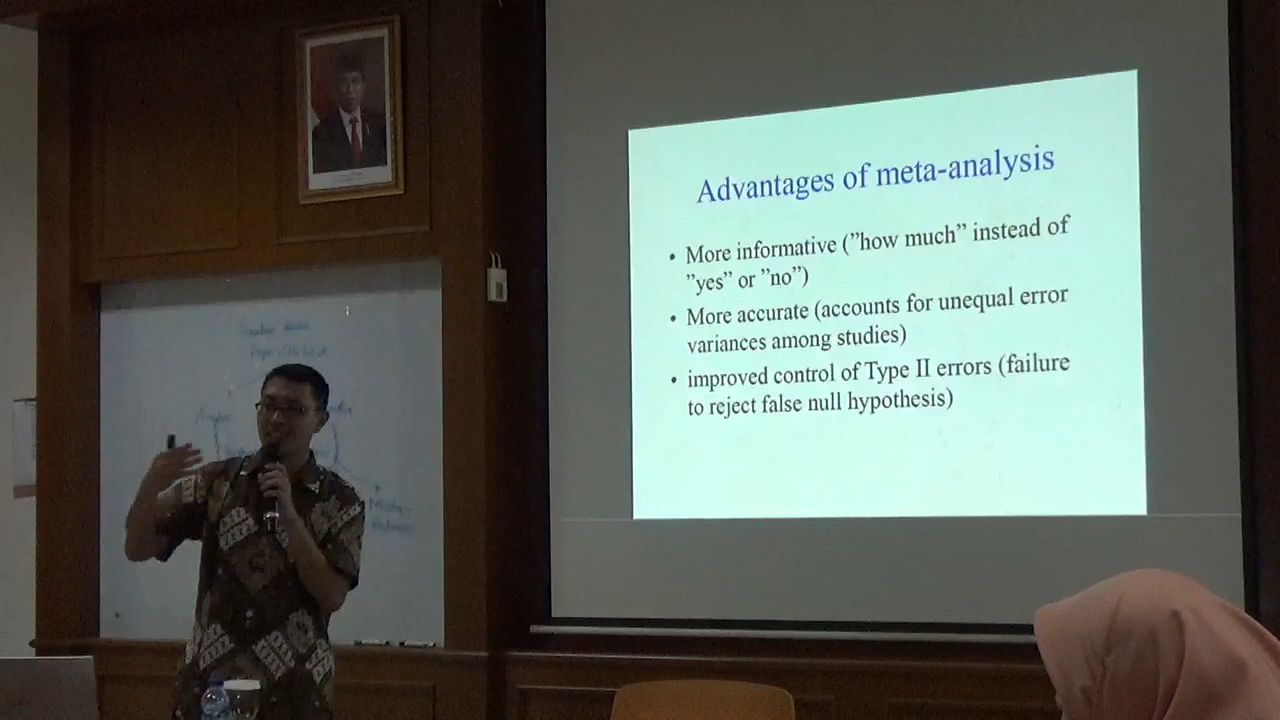 Advantages of meta-analysis
• More informative (”how much” instead of
”yes” or ”no”)
• More accurate (accounts for unequal error
variances among studies)
• improved control of Type II errors (failure
to reject false null hypothesis)